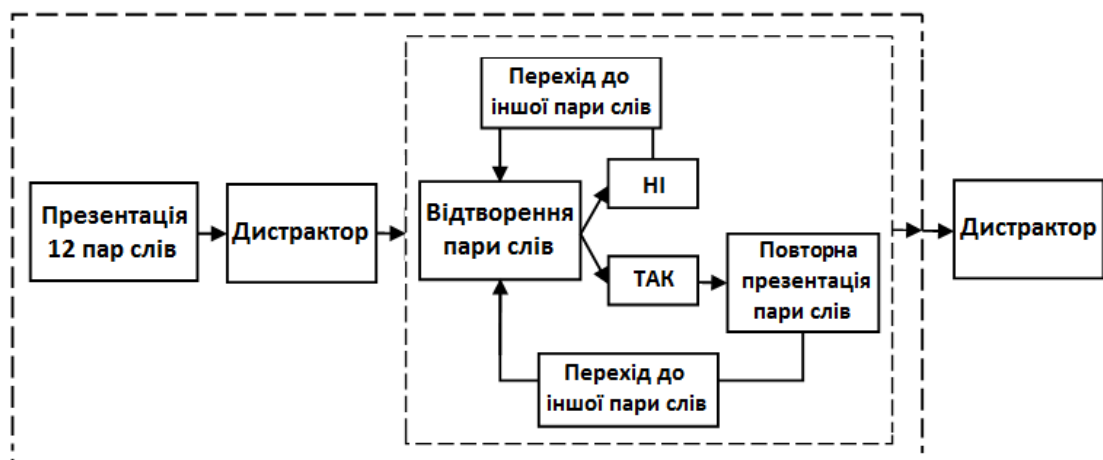 Презентація
12 пар слів
Дистрактор
Перехід до
іншої пари слів
Відтворення
пари слів
НІ
ТАК
Повторна
презентація
пари слів
Перехід до
іншої пари слів
Дистрактор